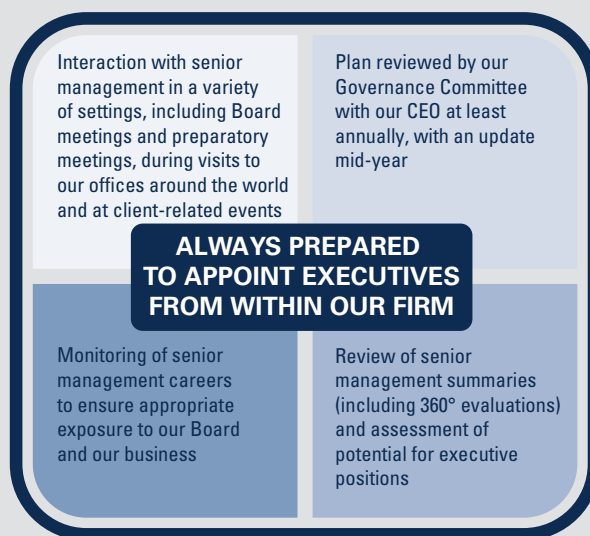 Interaction with senior
management in a variety
of settings, including Board
meetings and preparatory
meetings, during visits to
our offices around the world
and at client-related events
Plan reviewed by our
Governance Committee
with our CEO at least
annually, with an update
mid-year
ALWAYS PREPARED
TO APPOINT EXECUTIVES
FROM WITHIN OUR FIRM
Monitoring of senior
management careers
to ensure appropriate
exposure to our Board
and our business
Review of senior
management summaries
(including 360° evaluations)
and assessment of
potential for executive
positions